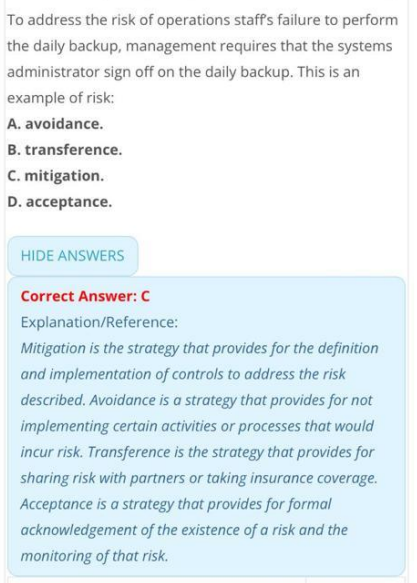 To address the risk of operations staff's failure to perform
the daily backup, management requires that the systems
administrator sign off on the daily backup. This is an
example of risk:
A. avoidance.
B. transference.
C. mitigation.
D. acceptance.
HIDE ANSWERS
Correct Answer: C
Explanation/Reference:
Mitigation is the strategy that provides for the definition
and implementation of controls to address the risk
described. Avoidance is a strategy that provides for not
implementing certain activities or processes that would
incur risk. Transference is the strategy that provides for
sharing risk with partners or taking insurance coverage.
Acceptance is a strategy that provides for formal
acknowledgement of the existence of a risk and the
monitoring of that risk.